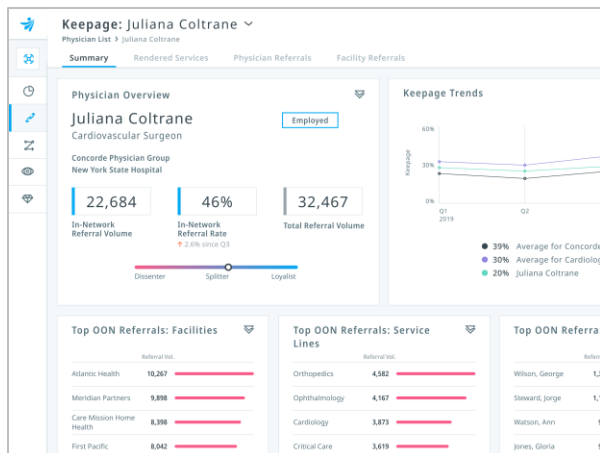 Keepage: Juliana Coltrane
Physician List > Juliana Coltrane
Summary Rendered Services Physician Referrals Facility Referrals
Physician Overview
Juliana Coltrane
Employed
Cardiovascular Surgeon
Concorde Physician Group
New York State Hospital
22,684
In-Network
Referral Volume
46%
In-Network
Referral Rate
↑ 2.6% since Q3
32,467
Total Referral Volume
Dissenter Splitter Loyalist
Keepage Trends
Keepage
60%
30%
0%
Q1
2019
Q2
39% Average for Concorde
30% Average for Cardiolog
20% Juliana Coltrane
Top OON Referrals: Facilities
Referral Vol.
Atlantic Health 10,267
Meridian Partners 9,898
Care Mission Home
Health 8,398
First Pacific 8,042
Top OON Referrals: Service
Lines
Referral Vol.
Orthopedics 4,582
Ophthalmology 4,167
Cardiology 3,873
Critical Care 3,619
Top OON Referra
Wilson, George
Steward, Jorge
Watson, Ann
Jones, Gloria